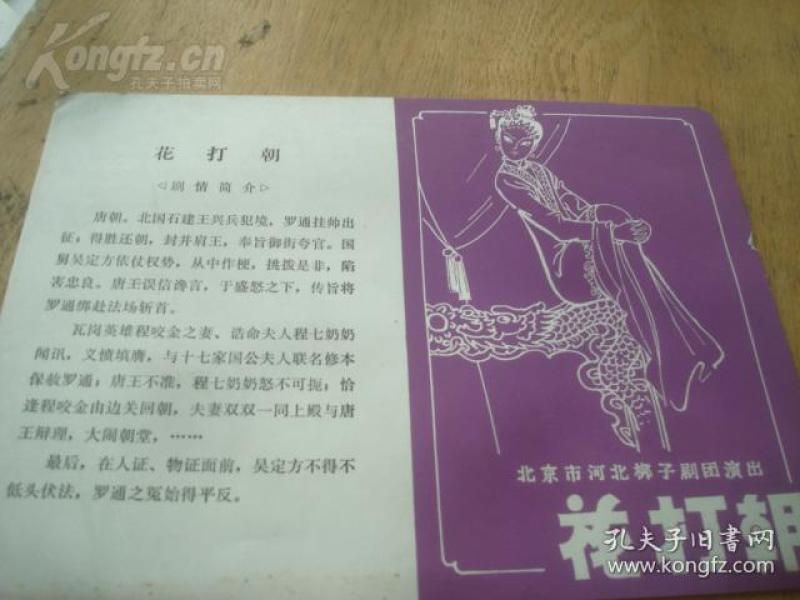 Kongfz.cn
孔夫子拍卖网
花打朝
◁剧情简介▷
唐朝。北国石建王兴兵犯境，罗通挂帅出
征；得胜还朝，封并肩王，奉旨御街夸官。国
舅吴定方依仗权势，从中作梗，挑拨是非，陷
害忠良。唐王误信谗言，于盛怒之下，传旨将
罗通绑赴法场斩首。
瓦岗英雄程咬金之妻、浩命夫人程七奶奶
闻讯，义愤填膺，与十七家国公夫人联名修本
保赦罗通；唐王不准，程七奶奶怒不可扼；恰
逢程咬金由边关回朝，夫妻双双一同上殿与唐
王辩理，大闹朝堂，……
最后，在人证、物证面前，吴定方不得不
低头伏法，罗通之冤始得平反。
北京市河北梆子剧团演出
花打朝
孔夫子旧书网
www.kongfz.com